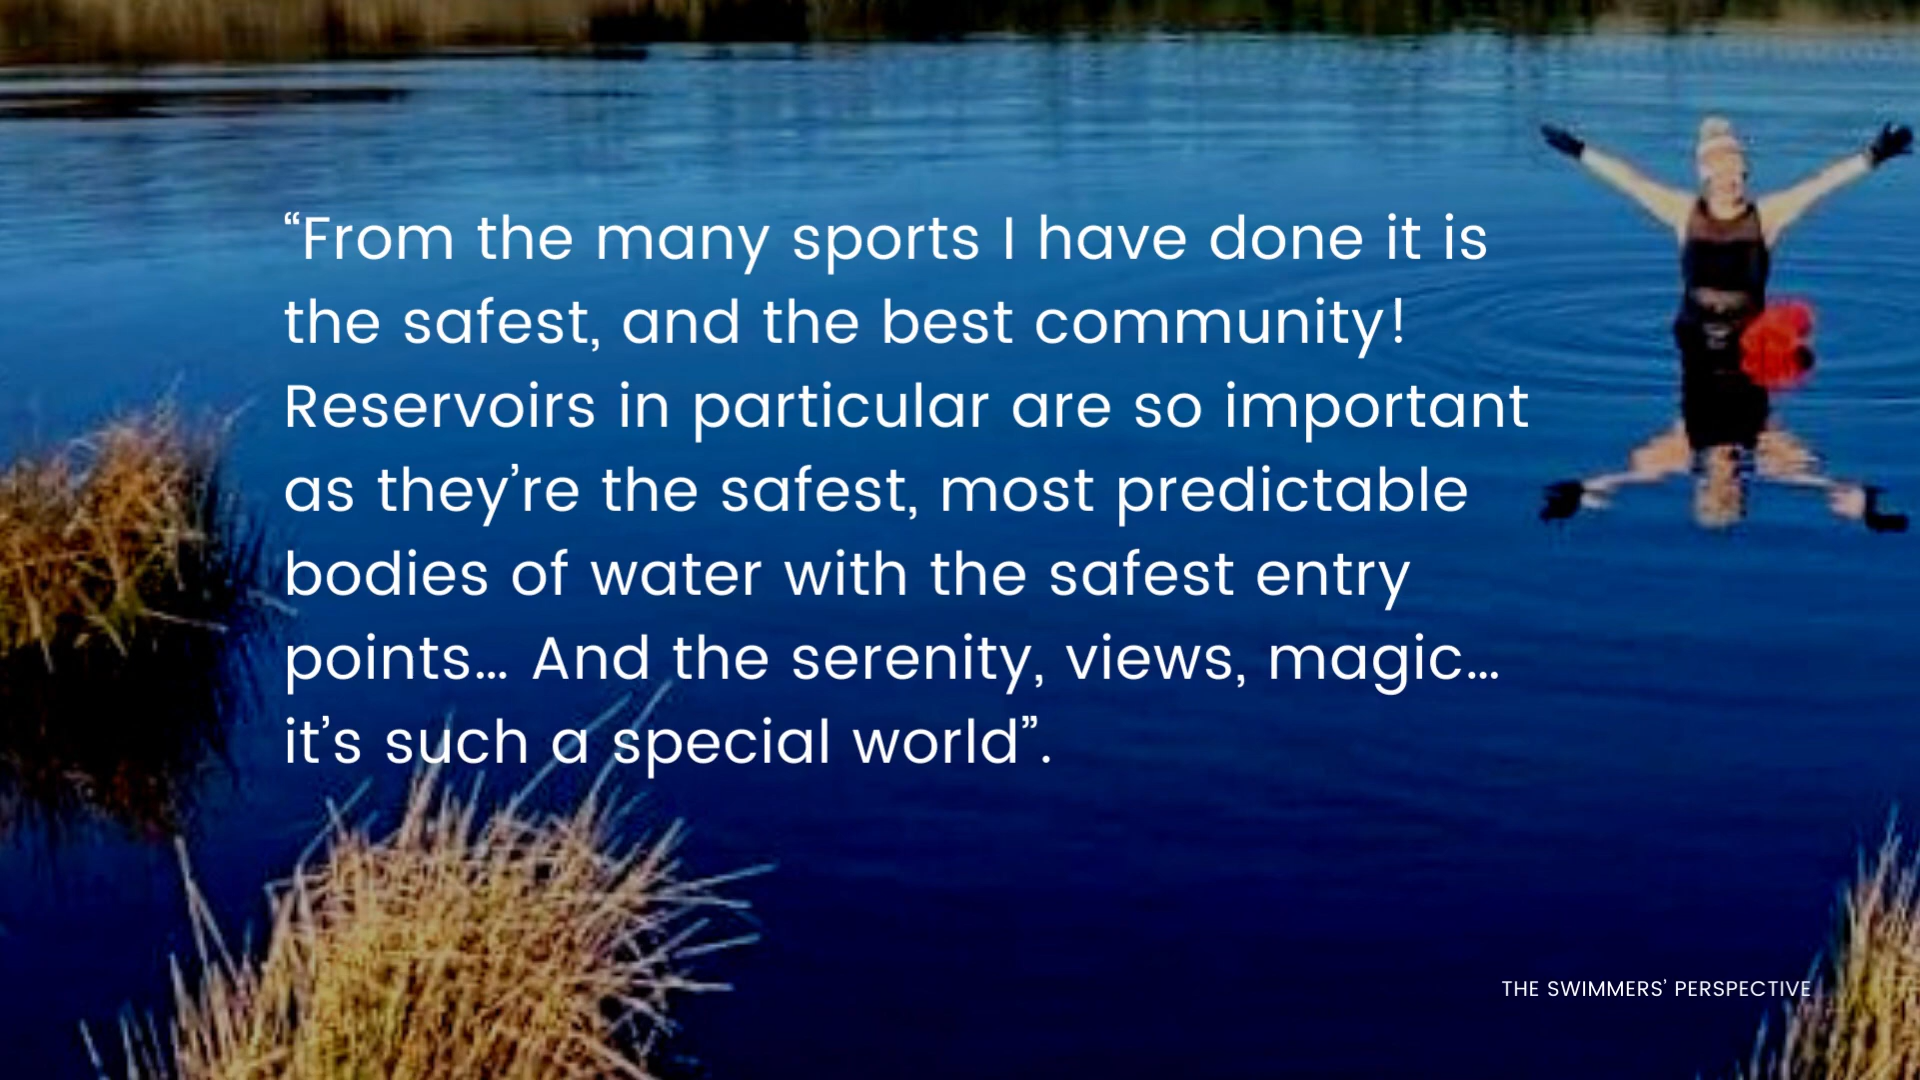 “From the many sports I have done it is
the safest, and the best community!
Reservoirs in particular are so important
as they’re the safest, most predictable
bodies of water with the safest entry
points... And the serenity, views, magic...
it’s such a special world”.
THE SWIMMERS’ PERSPECTIVE